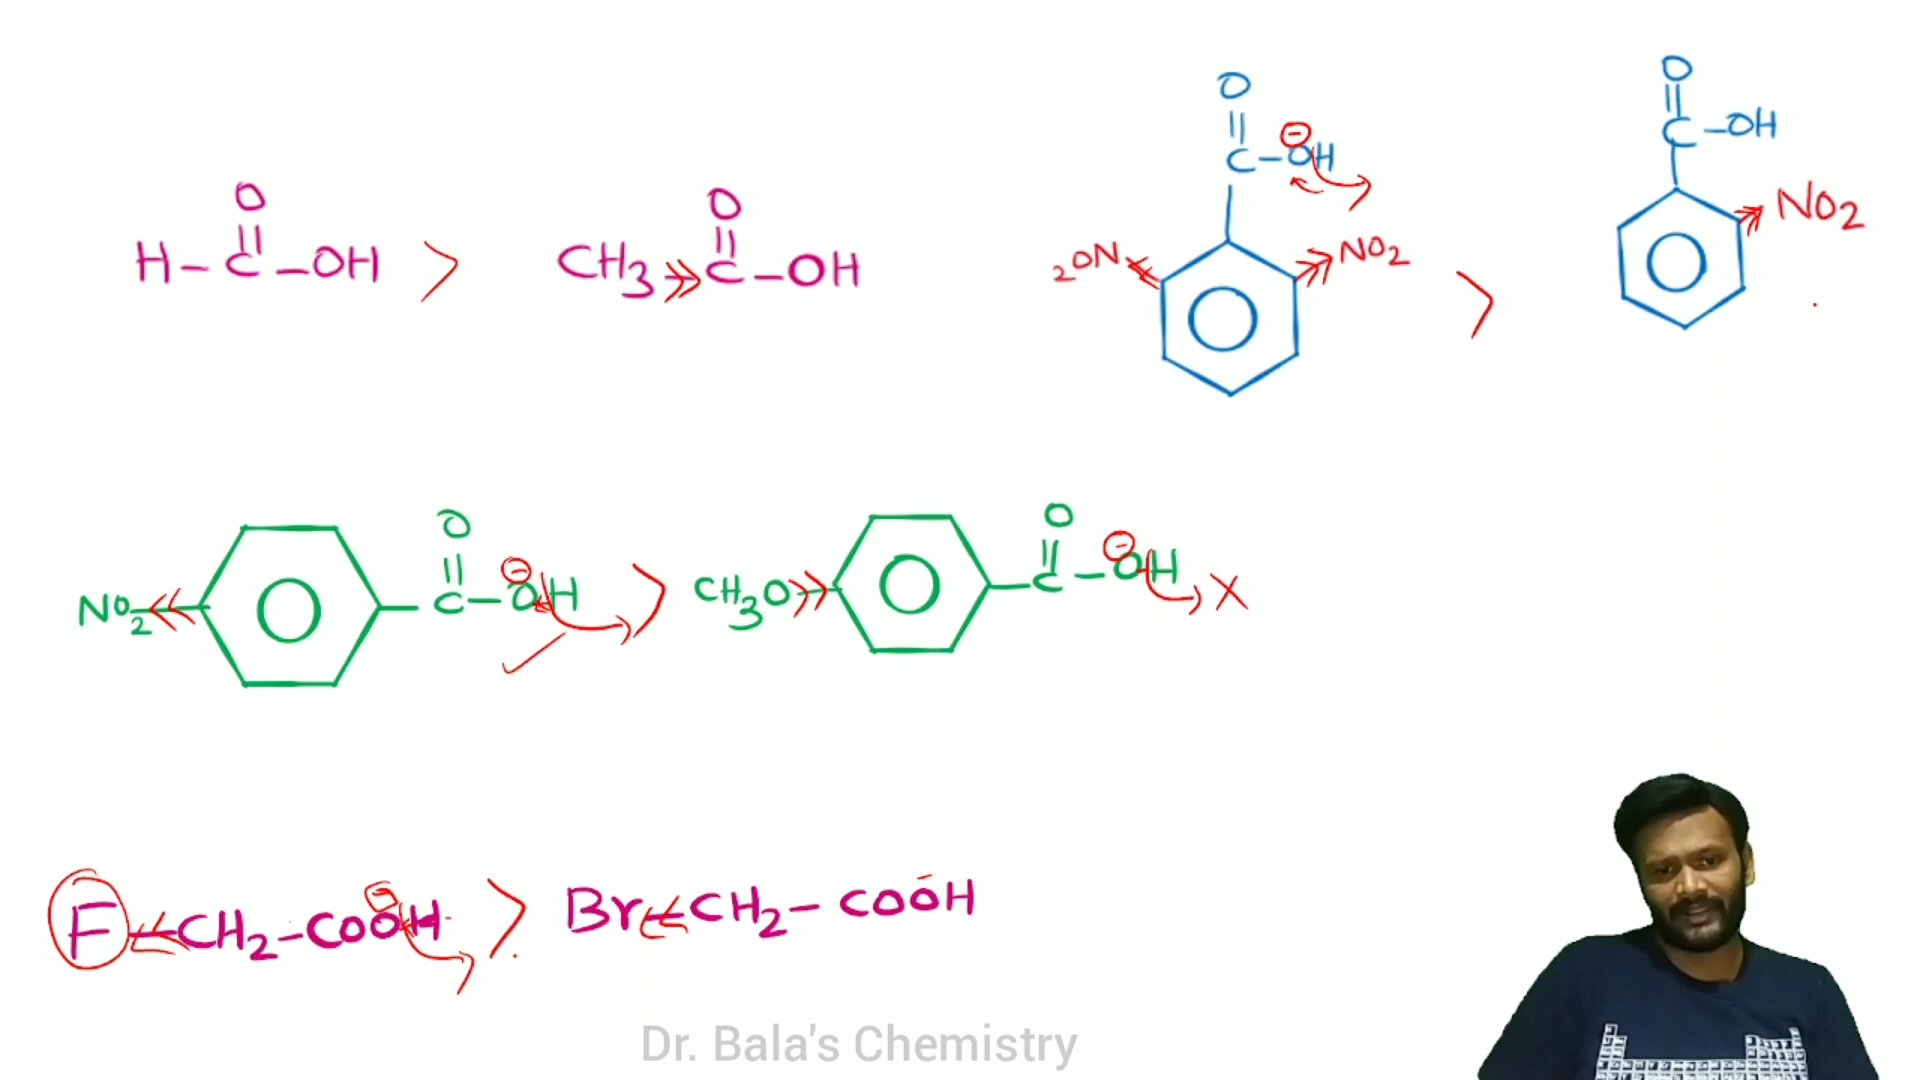 O
||
H-C-OH > CH3-C-OH
O
||
O
||
C-OH
⊖
2ON NO2
>
O
||
C-OH
NO2
NO2 O || C-OH ⊖ > CH3O O || C-OH ⊖ X
F-CH2-COOH ⊖ > Br-CH2-COOH
Dr. Bala's Chemistry